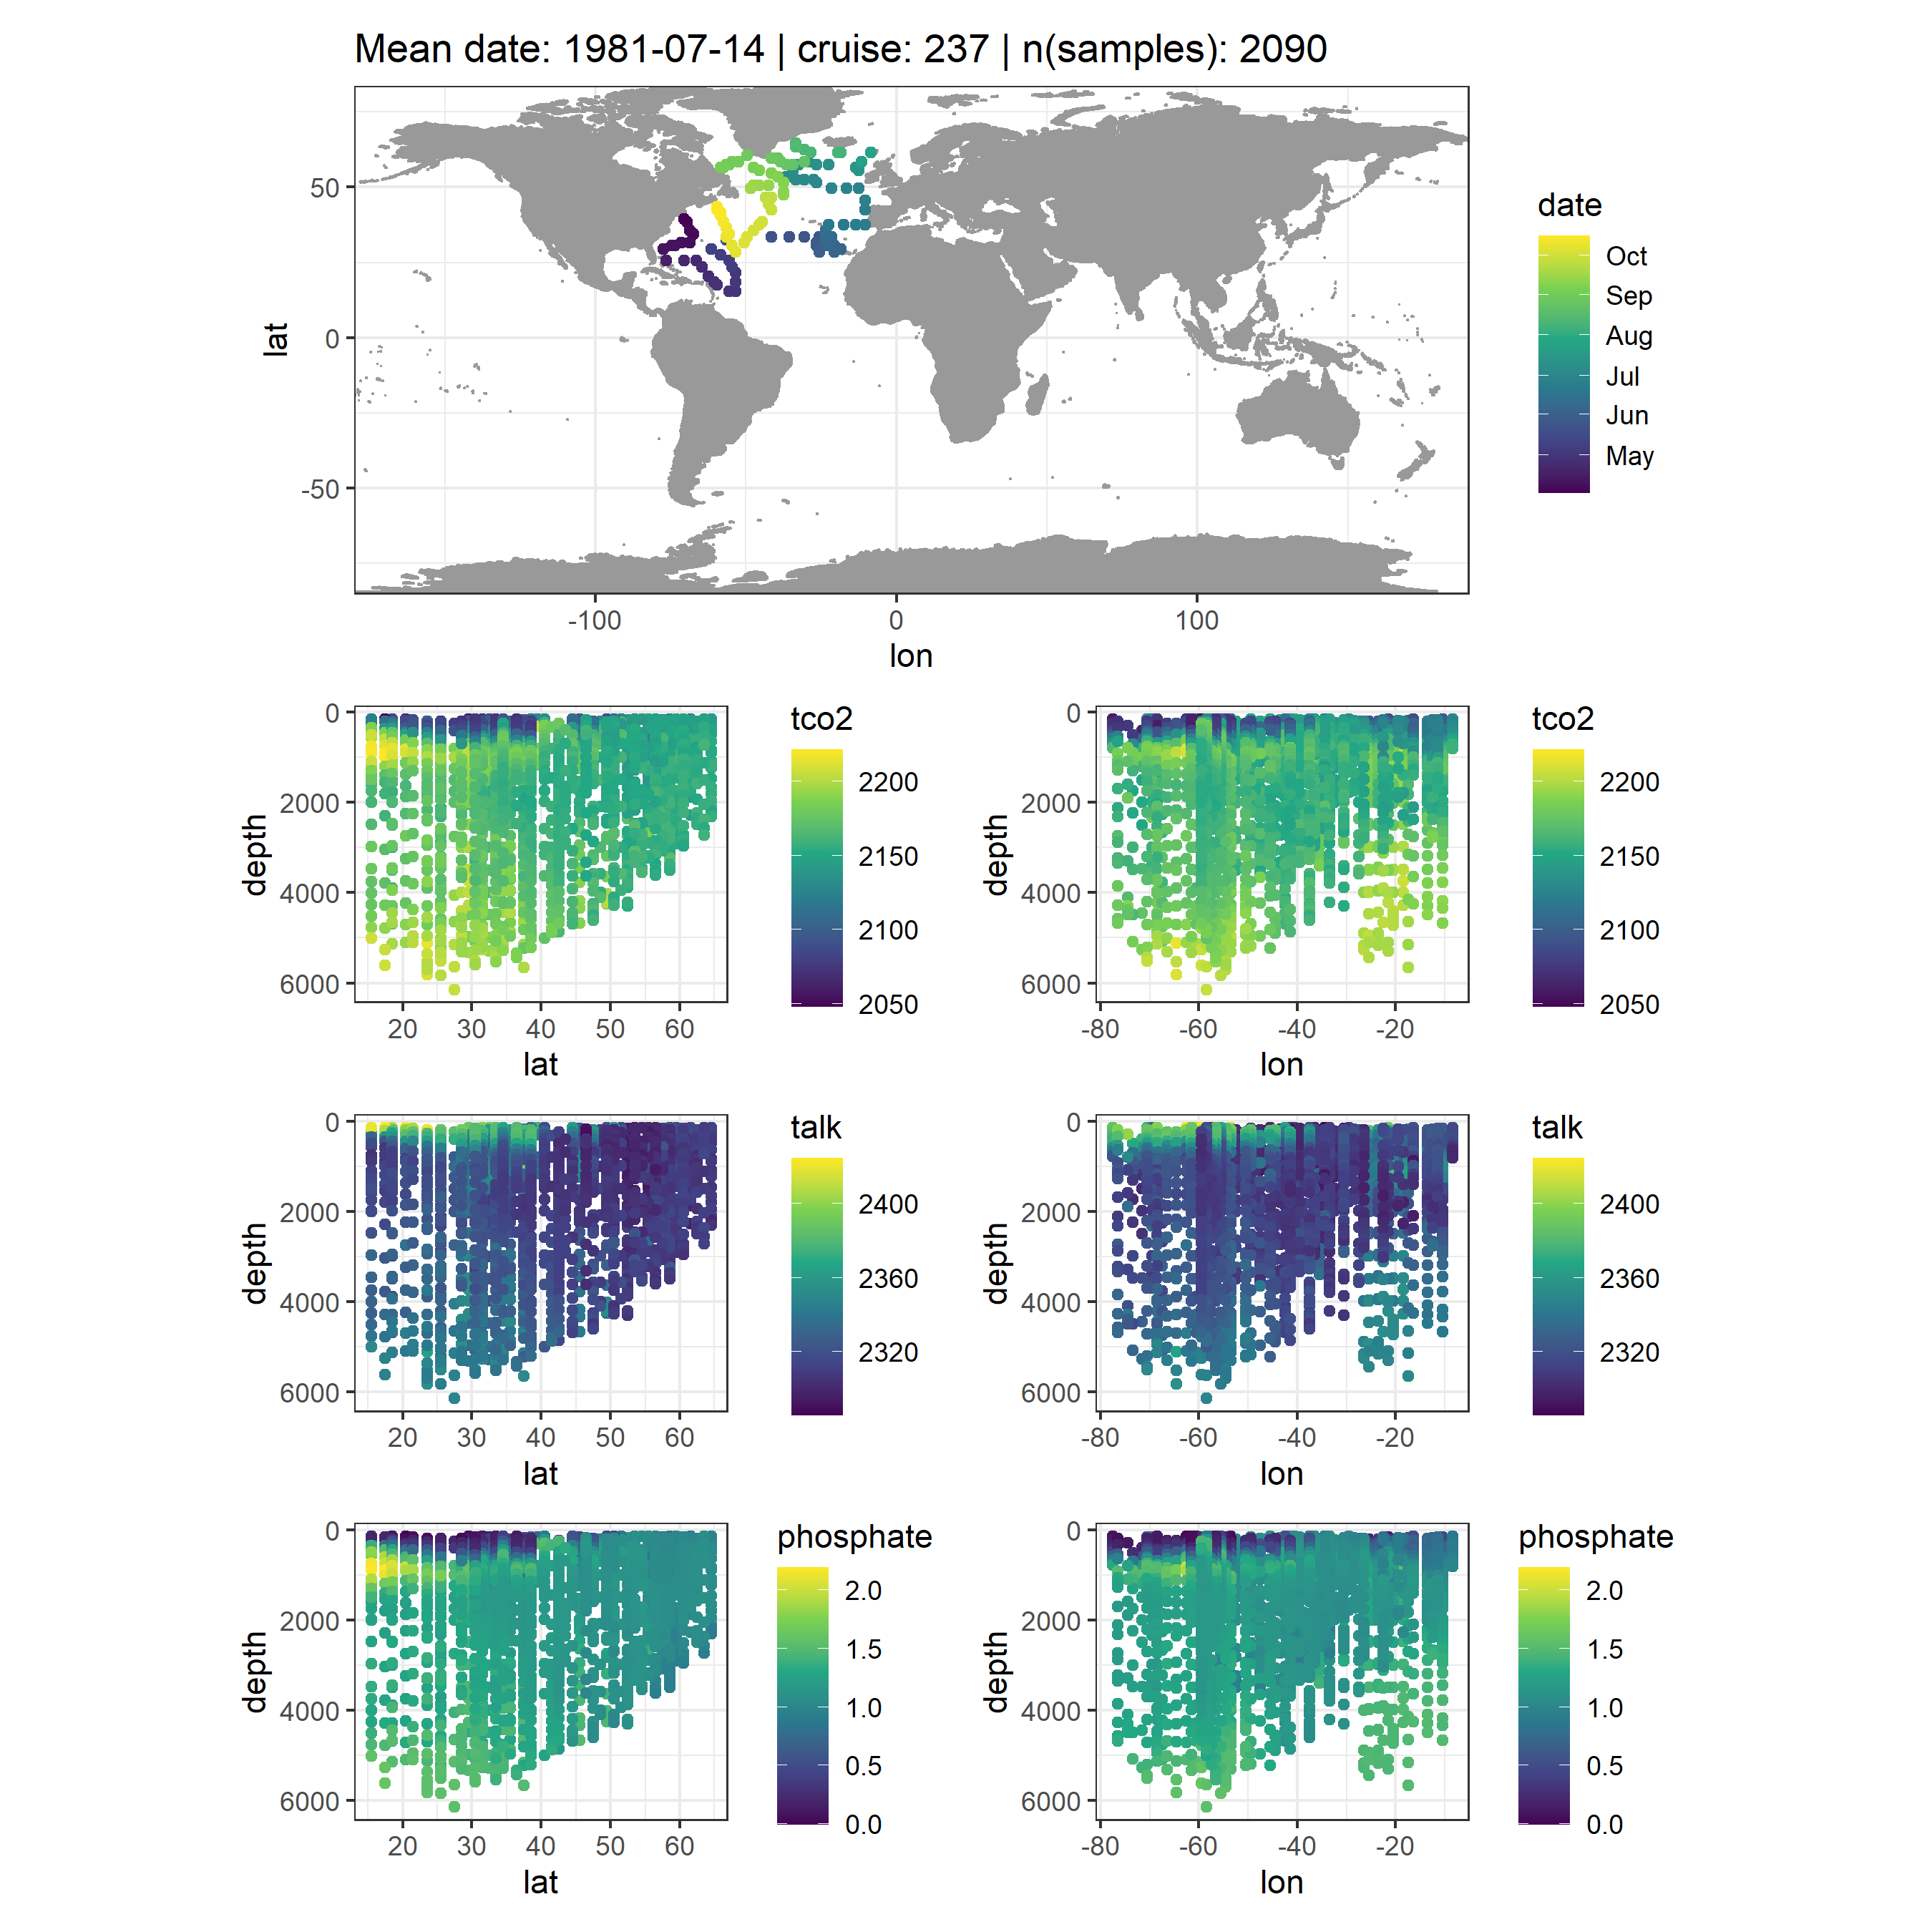 Mean date: 1981-07-14 | cruise: 237 | n(samples): 2090
50
0
-50
lat
-100
0
100
lon
date
Oct
Sep
Aug
Jul
Jun
May
0
2000
4000
6000
depth
20
30
40
50
60
lat
tco2
2200
2150
2100
2050
0
2000
4000
6000
depth
-80
-60
-40
-20
lon
tco2
2200
2150
2100
2050
0
2000
4000
6000
depth
20
30
40
50
60
lat
talk
2400
2360
2320
0
2000
4000
6000
depth
-80
-60
-40
-20
lon
talk
2400
2360
2320
0
2000
4000
6000
depth
20
30
40
50
60
lat
phosphate
2.0
1.5
1.0
0.5
0.0
0
2000
4000
6000
depth
-80
-60
-40
-20
lon
phosphate
2.0
1.5
1.0
0.5
0.0